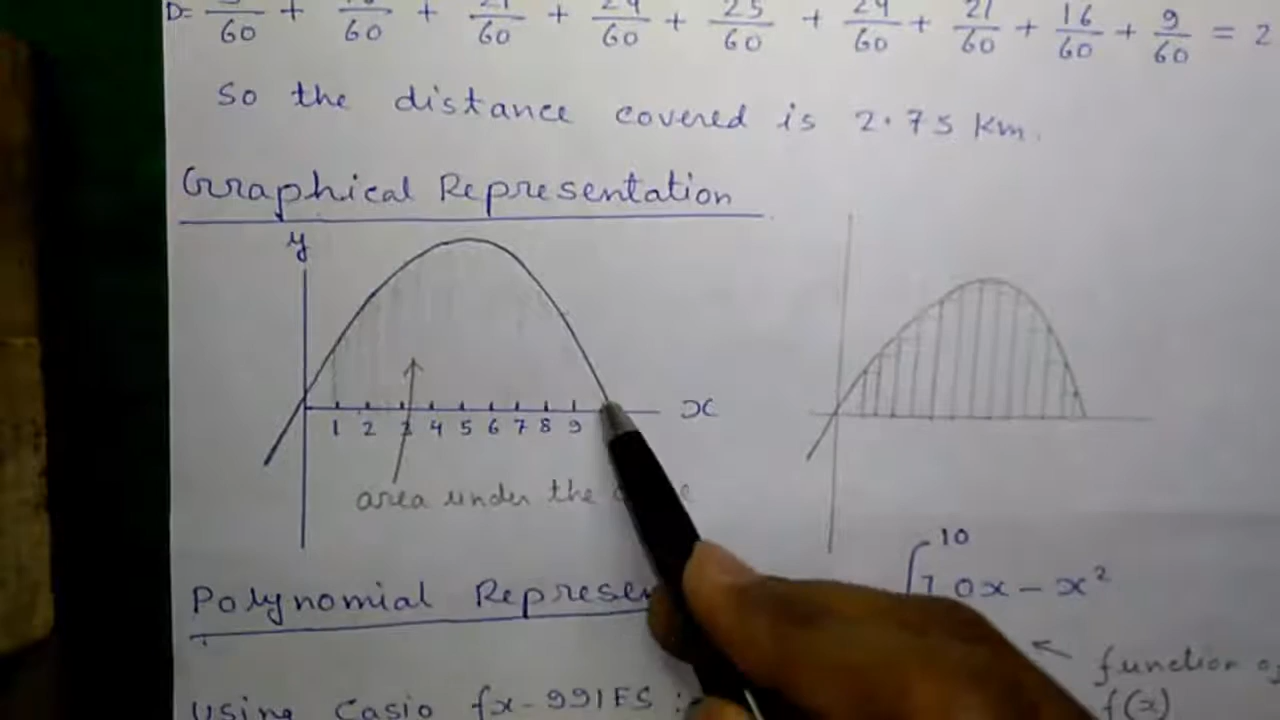 D= 60 + 60 + 21/60 + 24/60 + 25/60 + 24/60 + 21/60 + 16/60 + 9/60 = 2
So the distance covered is 2.75 Km.
Graphical Representation
y
x
1 2 3 4 5 6 7 8 9
area under the
∫ 10 1 0x - x²
Polynomial
function of
f(x)
Using Casio fx-991ES :-